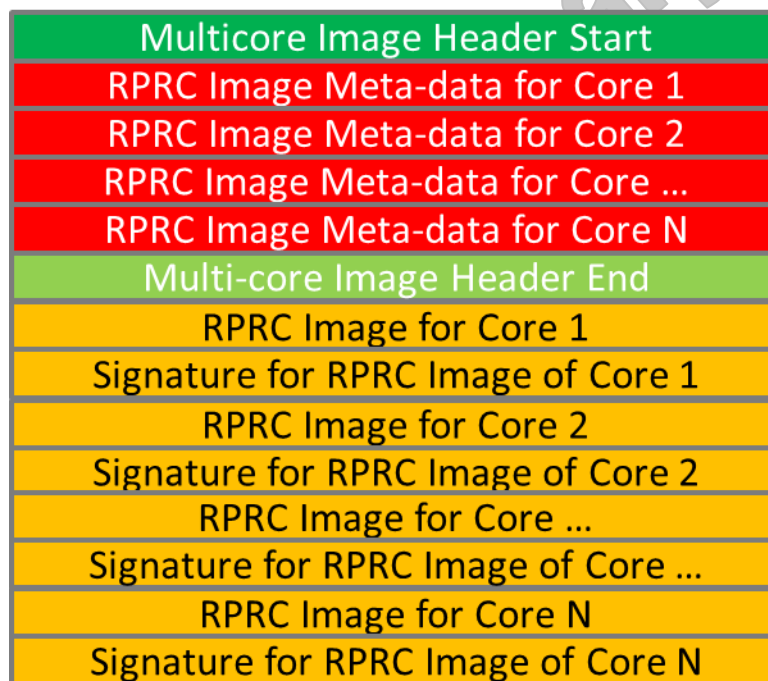 Multicore Image Header Start
RPRC Image Meta-data for Core 1
RPRC Image Meta-data for Core 2
RPRC Image Meta-data for Core ...
RPRC Image Meta-data for Core N
Multi-core Image Header End
RPRC Image for Core 1
Signature for RPRC Image of Core 1
RPRC Image for Core 2
Signature for RPRC Image of Core 2
RPRC Image for Core ...
Signature for RPRC Image of Core ...
RPRC Image for Core N
Signature for RPRC Image of Core N